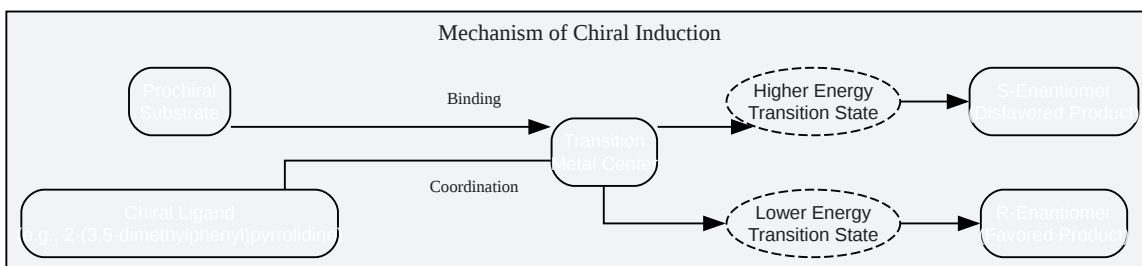 Mechanism of Chiral Induction
Prochiral
Substrate
Binding
Higher Energy
Transition State
S-Enantiomer
(Disfavored Product)
Transition
Metal Center
Chiral Ligand
(e.g., 2-(3,5-dimethylphenyl)pyrrolidine)
Coordination
Lower Energy
Transition State
R-Enantiomer
(Favored Product)